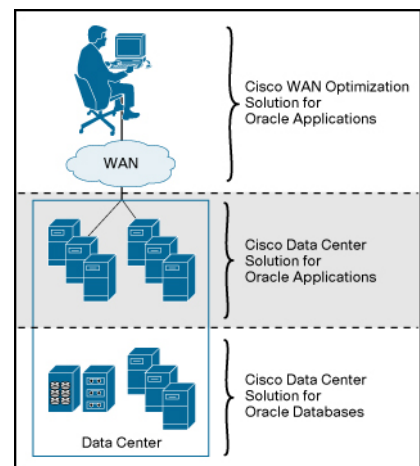 Cisco WAN Optimization
Solution for
Oracle Applications
WAN
Cisco Data Center
Solution for
Oracle Applications
Cisco Data Center
Solution for
Oracle Databases
Data Center